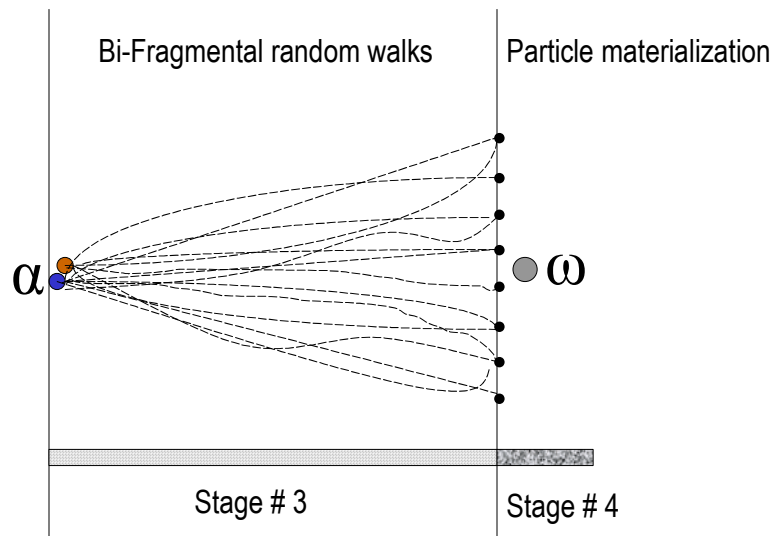 Bi-Fragmental random walks
Particle materialization
α
ω
Stage # 3
Stage # 4